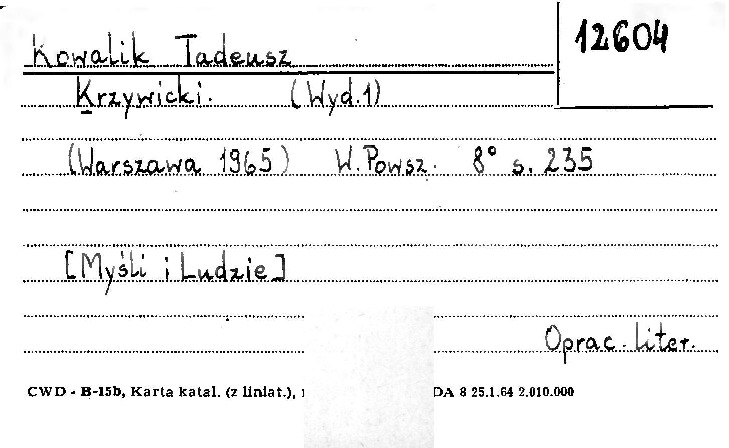 Kowalik Tadeusz
12604
Krzywicki. (Wyd.1)
(Warszawa 1965) W.Powsz. 8° s. 235
[Myśli i Ludzie]
Oprac. liter.
CWD - B-15b, Karta katal. (z liniat.), DA 8 25.1.64 2.010.000